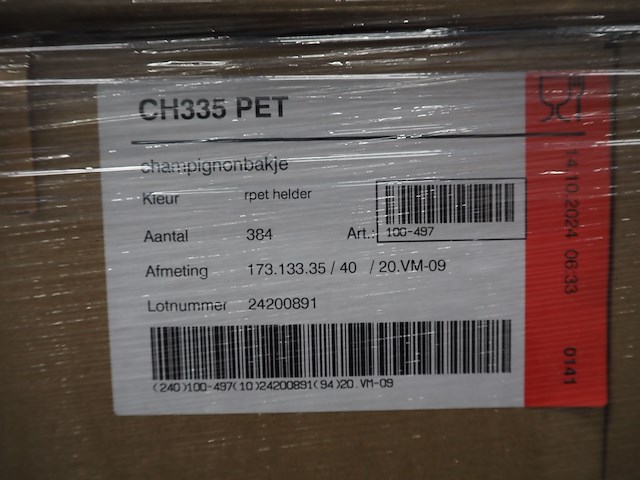 CH335 PET
champignonbakje
Kleur rpet helder
Aantal 384 Art.: 100-497
Afmeting 173.133.35 / 40 / 20.VM-09
Lotnummer 24200891
(240)100-497(10)24200891(94)20.VM-09
14.10.2024 06:33 0141